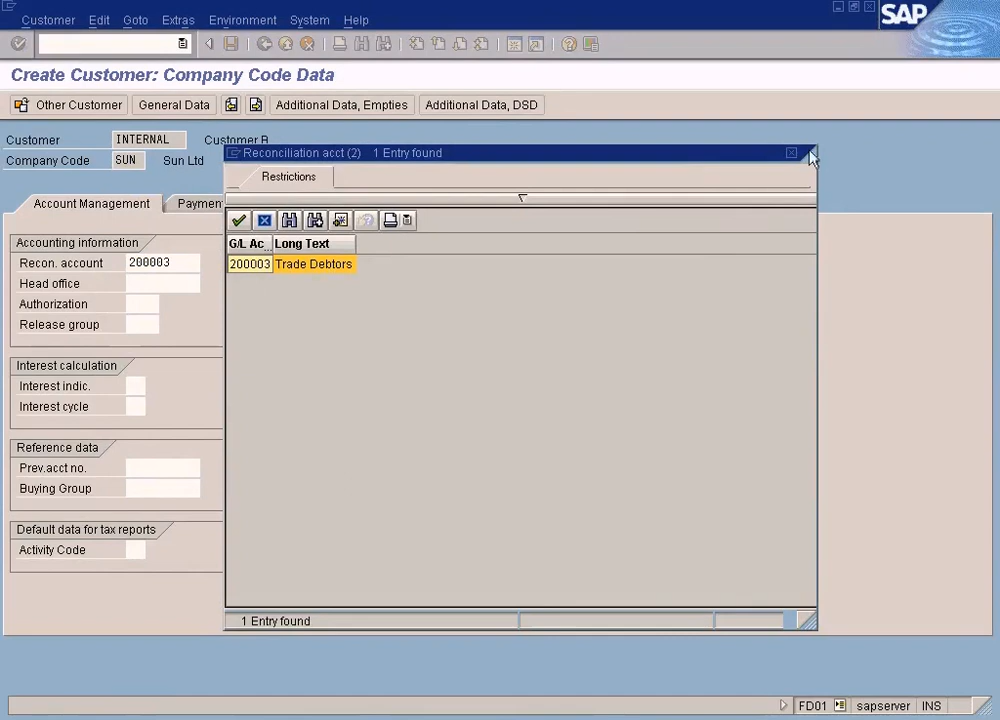 Customer Edit Goto Extras Environment System Help
SAP
Create Customer: Company Code Data
Other Customer General Data Additional Data, Empties Additional Data, DSD
Customer INTERNAL Customer B
Company Code SUN Sun Ltd
Reconciliation acct (2) 1 Entry found
Restrictions
Account Management Paymen
G/L Ac... Long Text
200003 Trade Debtors
Accounting information
Recon. account 200003
Head office
Authorization
Release group
Interest calculation
Interest indic.
Interest cycle
Reference data
Prev.acct no.
Buying Group
Default data for tax reports
Activity Code
1 Entry found
FD01 sapserver INS